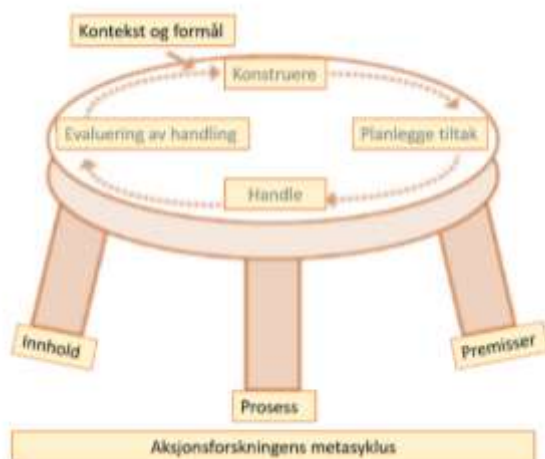 Kontekst og formål
Konstruere
Evaluering av handling
Planlegge tiltak
Handle
Innhold
Premisser
Prosess
Aksjonsforskningens metasyklus